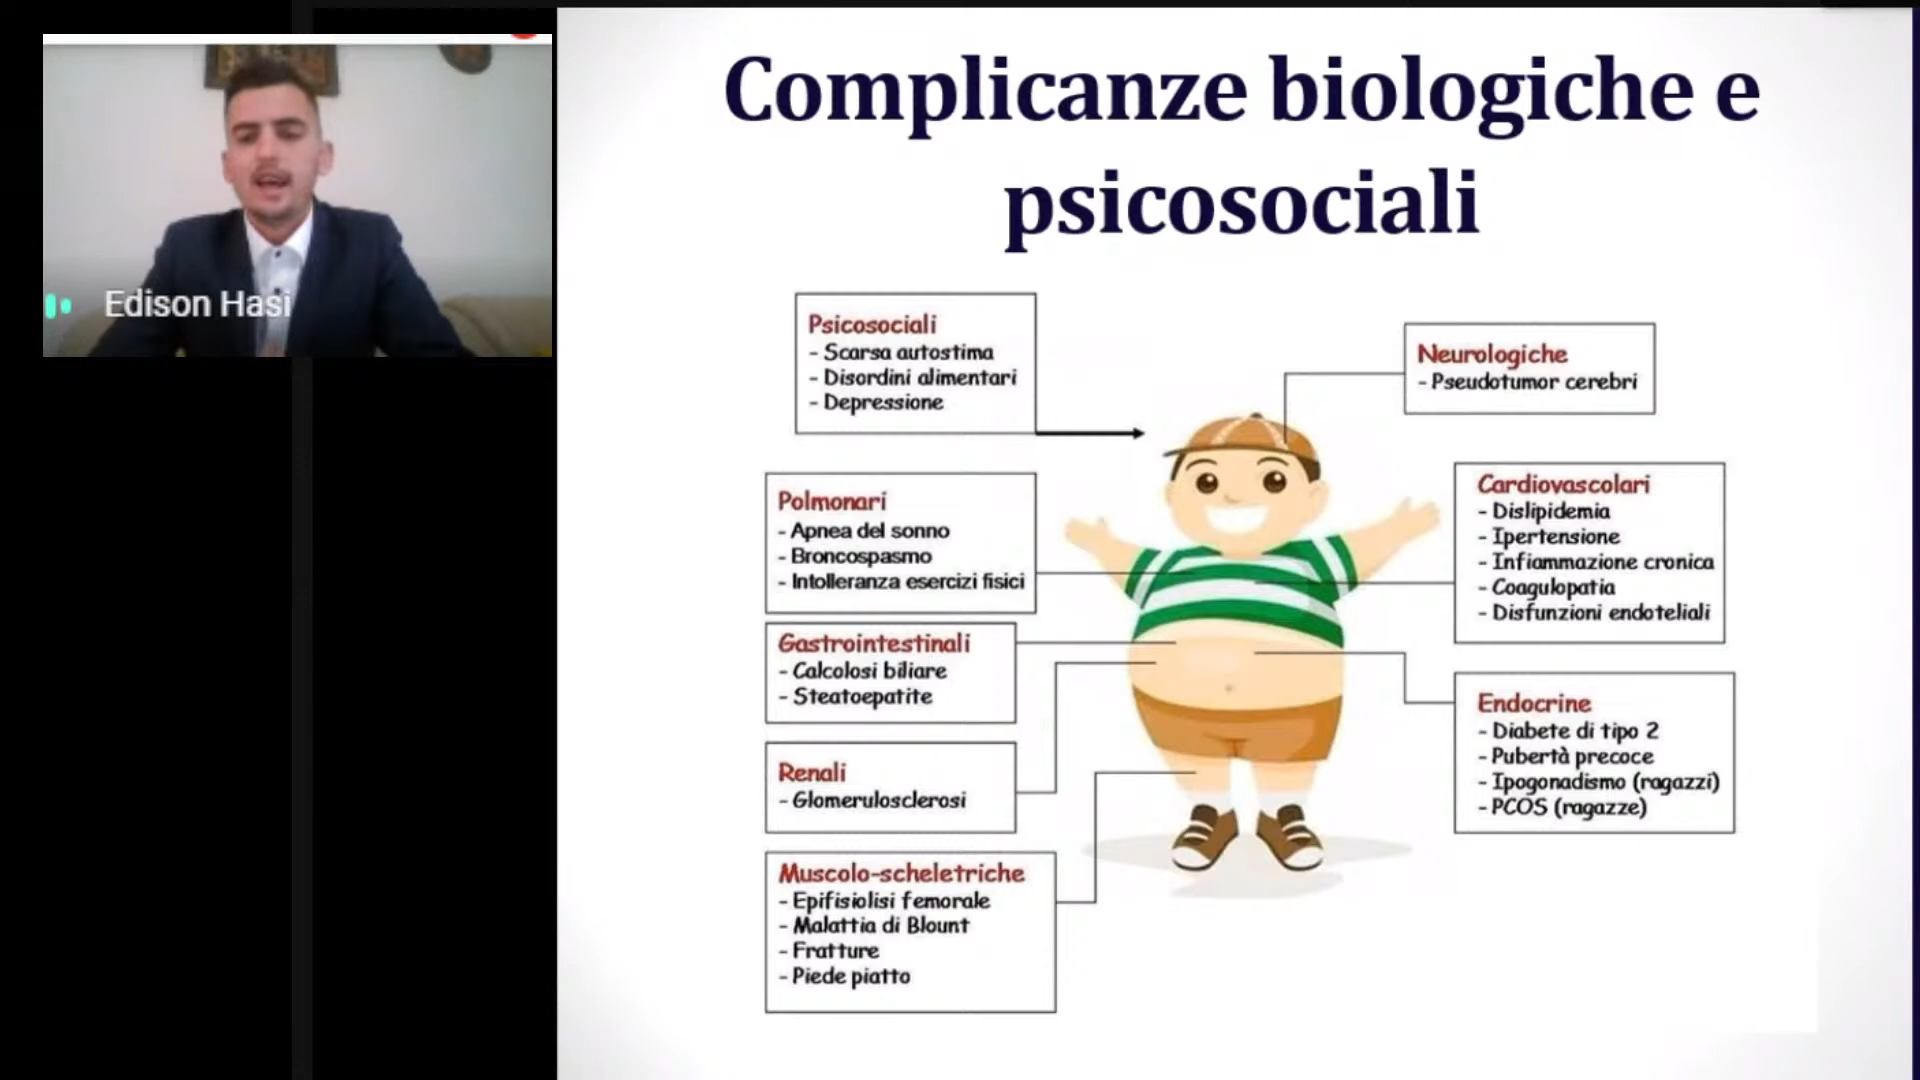 Edison Hasi
Complicanze biologiche e
psicosociali
Psicosociali
- Scarsa autostima
- Disordini alimentari
- Depressione
Neurologiche
- Pseudotumor cerebri
Polmonari
- Apnea del sonno
- Broncospasmo
- Intolleranza esercizi fisici
Cardiovascolari
- Dislipidemia
- Ipertensione
- Infiammazione cronica
- Coagulopatia
- Disfunzioni endoteliali
Gastrointestinali
- Calcolosi biliare
- Steatoepatite
Endocrine
- Diabete di tipo 2
- Pubertà precoce
- Ipogonadismo (ragazzi)
- PCOS (ragazze)
Renali
- Glomerulosclerosi
Muscolo-scheletriche
- Epifisiolisi femorale
- Malattia di Blount
- Fratture
- Piede piatto